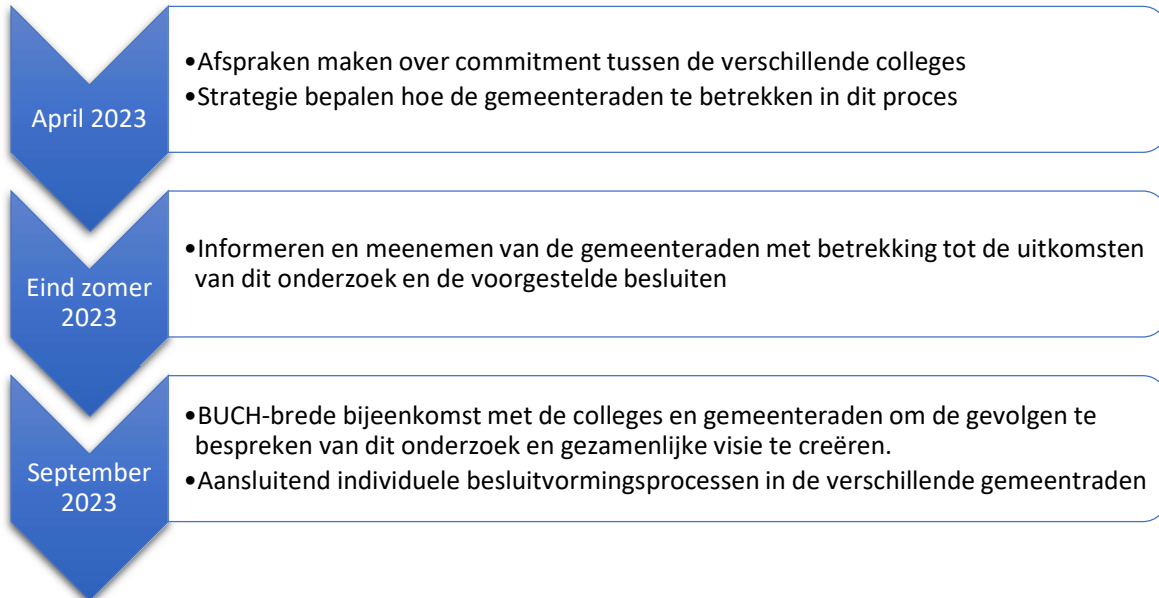 April 2023
•Afspraken maken over commitment tussen de verschillende colleges
•Strategie bepalen hoe de gemeenteraden te betrekken in dit proces
Eind zomer
2023
•Informeren en meenemen van de gemeenteraden met betrekking tot de uitkomsten
van dit onderzoek en de voorgestelde besluiten
September
2023
•BUCH-brede bijeenkomst met de colleges en gemeenteraden om de gevolgen te
bespreken van dit onderzoek en gezamenlijke visie te creëren.
•Aansluitend individuele besluitvormingsprocessen in de verschillende gemeentraden